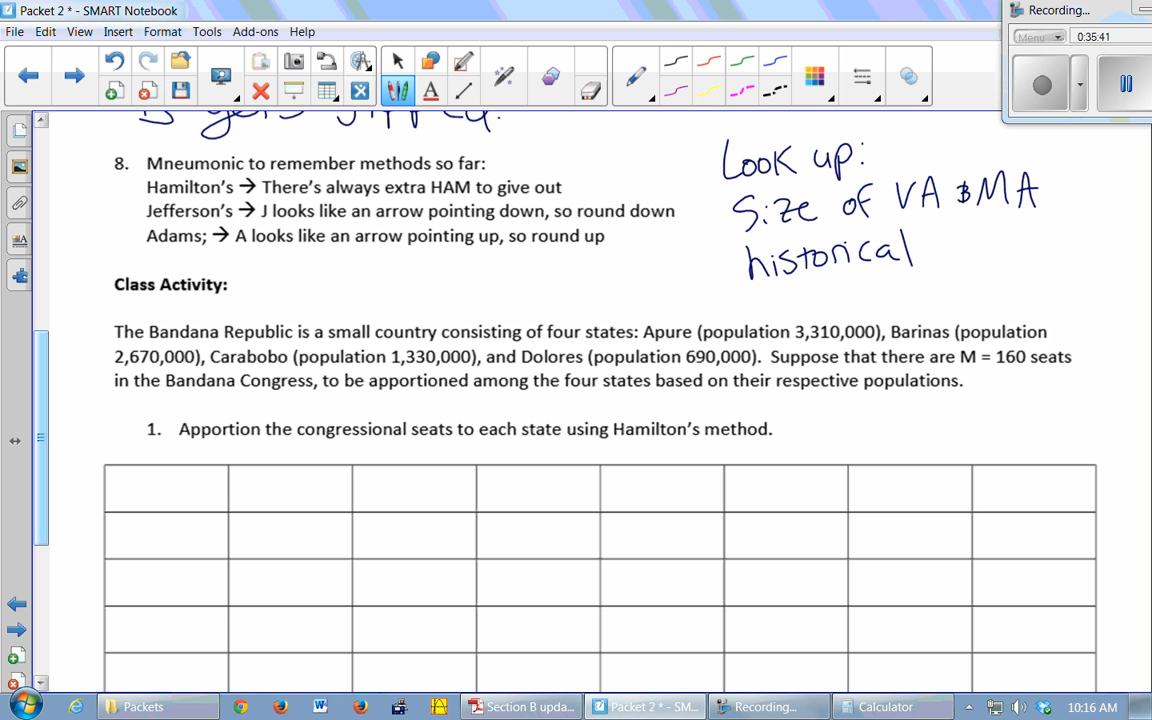 Packet 2 * - SMART Notebook
Recording...
File Edit View Insert Format Tools Add-ons Help
Menu
0:35:41
Look up:
8. Mneumonic to remember methods so far:
Hamilton's → There's always extra HAM to give out
Size of VA & MA
Jefferson's → J looks like an arrow pointing down, so round down
Adams; → A looks like an arrow pointing up, so round up
historical
Class Activity:
The Bandana Republic is a small country consisting of four states: Apure (population 3,310,000), Barinas (population
2,670,000), Carabobo (population 1,330,000), and Dolores (population 690,000). Suppose that there are M = 160 seats
in the Bandana Congress, to be apportioned among the four states based on their respective populations.
1. Apportion the congressional seats to each state using Hamilton's method.
Packets
Section B upda...
Packet 2 * - SM...
Recording...
Calculator
10:16 AM